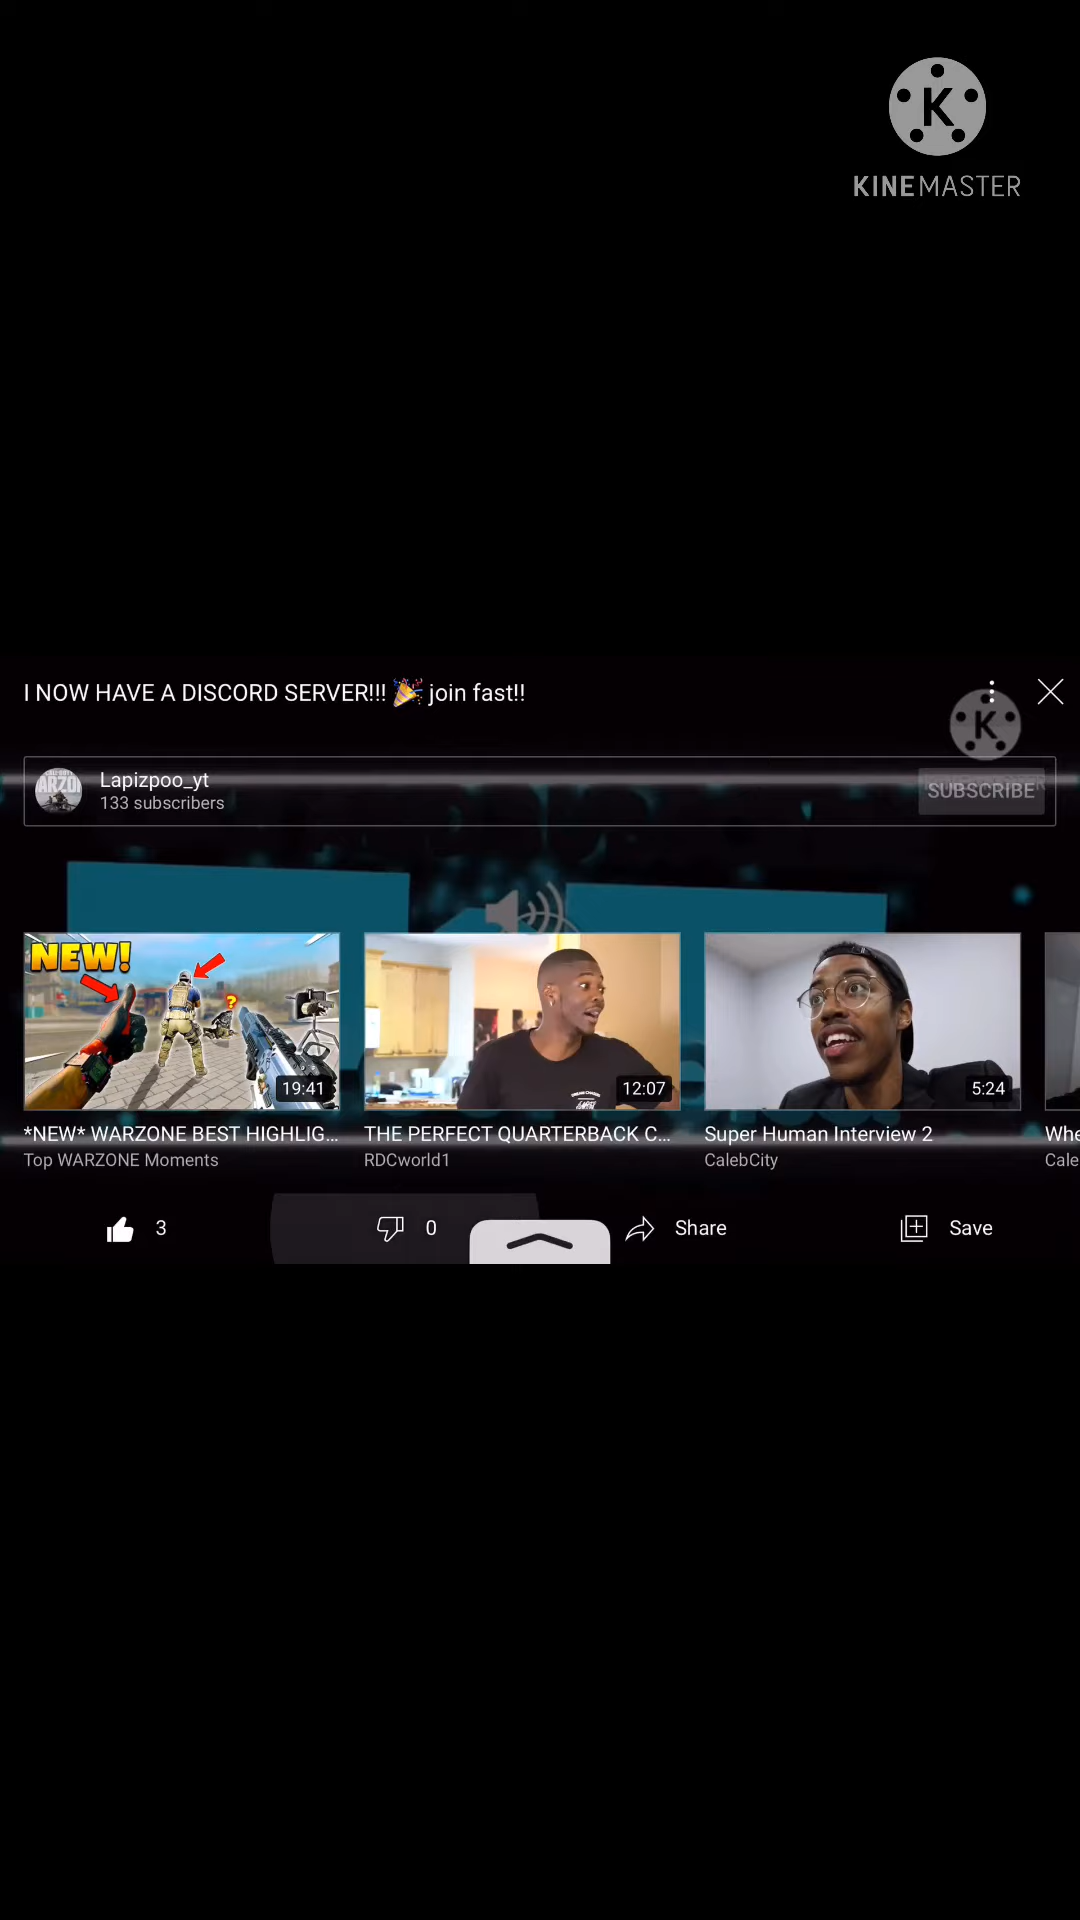 K
KINEMASTER
I NOW HAVE A DISCORD SERVER!!! 🎉 join fast!!
K
Lapizpoo_yt
133 subscribers
SUBSCRIBE
NEW!
?
19:41
12:07
5:24
*NEW* WARZONE BEST HIGHLIG...
Top WARZONE Moments
THE PERFECT QUARTERBACK C...
RDCworld1
Super Human Interview 2
CalebCity
Whe
Cale
3
0
Share
Save